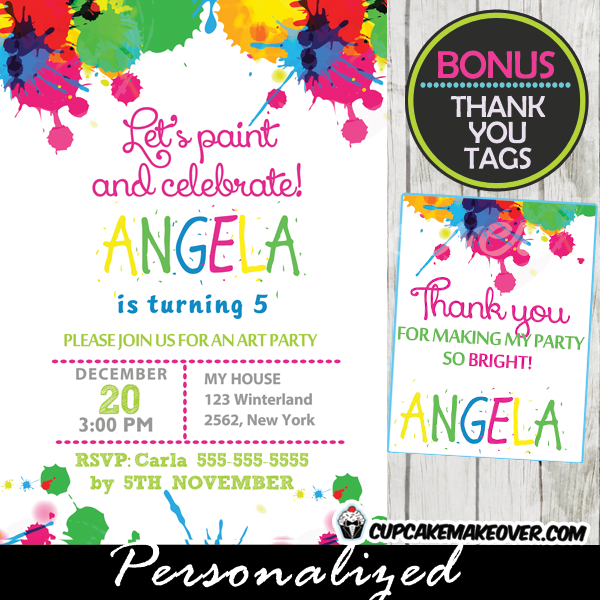 Let's paint
and celebrate!
ANGELA
is turning 5
PLEASE JOIN US FOR AN ART PARTY
DECEMBER
20
3:00 PM
MY HOUSE
123 Winterland
2562, New York
RSVP: Carla 555-555-5555
by 5TH NOVEMBER
BONUS
THANK
YOU
TAGS
Thank you
FOR MAKING MY PARTY
SO BRIGHT!
ANGELA
CUPCAKEMAKEOVER.COM
Personalized